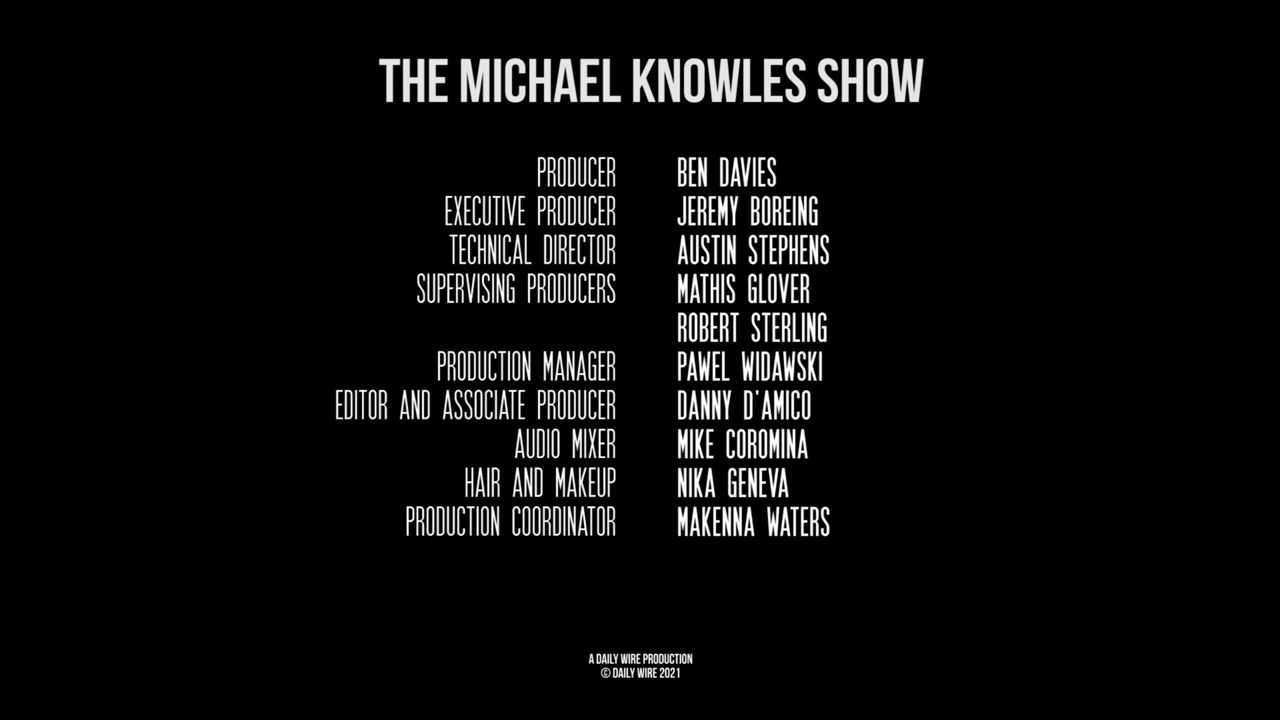 THE MICHAEL KNOWLES SHOW
PRODUCER BEN DAVIES
EXECUTIVE PRODUCER JEREMY BOREING
TECHNICAL DIRECTOR AUSTIN STEPHENS
SUPERVISING PRODUCERS MATHIS GLOVER
ROBERT STERLING
PRODUCTION MANAGER PAWEL WIDAWSKI
EDITOR AND ASSOCIATE PRODUCER DANNY D'AMICO
AUDIO MIXER MIKE COROMINA
HAIR AND MAKEUP NIKA GENEVA
PRODUCTION COORDINATOR MAKENNA WATERS
A DAILY WIRE PRODUCTION
© DAILY WIRE 2021